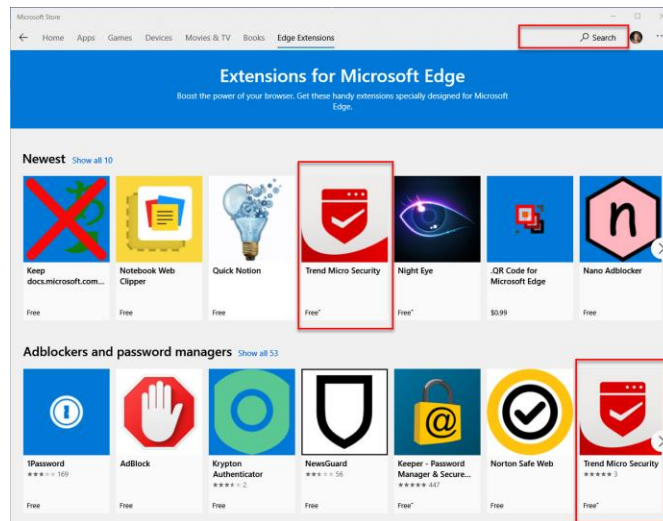 Microsoft Store
Home Apps Games Devices Movies & TV Books Edge Extensions Search
Extensions for Microsoft Edge
Boost the power of your browser. Get these handy extensions specially designed for Microsoft
Edge.
Newest Show all 10
Keep
docs.microsoft.com...
Free
Notebook Web
Clipper
Free
Quick Notion
Free
Trend Micro Security
Free+
Night Eye
Free+
.QR Code for
Microsoft Edge
$0.99
n
Nano Adblocker
Free
Adblockers and password managers Show all 53
1Password
169
Free
AdBlock
Free
Krypton
Authenticator
2
Free
NewsGuard
56
Free
@
Keeper - Password
Manager & Secure...
447
Free+
Norton Safe Web
Free
Trend Micro Security
3
Free+